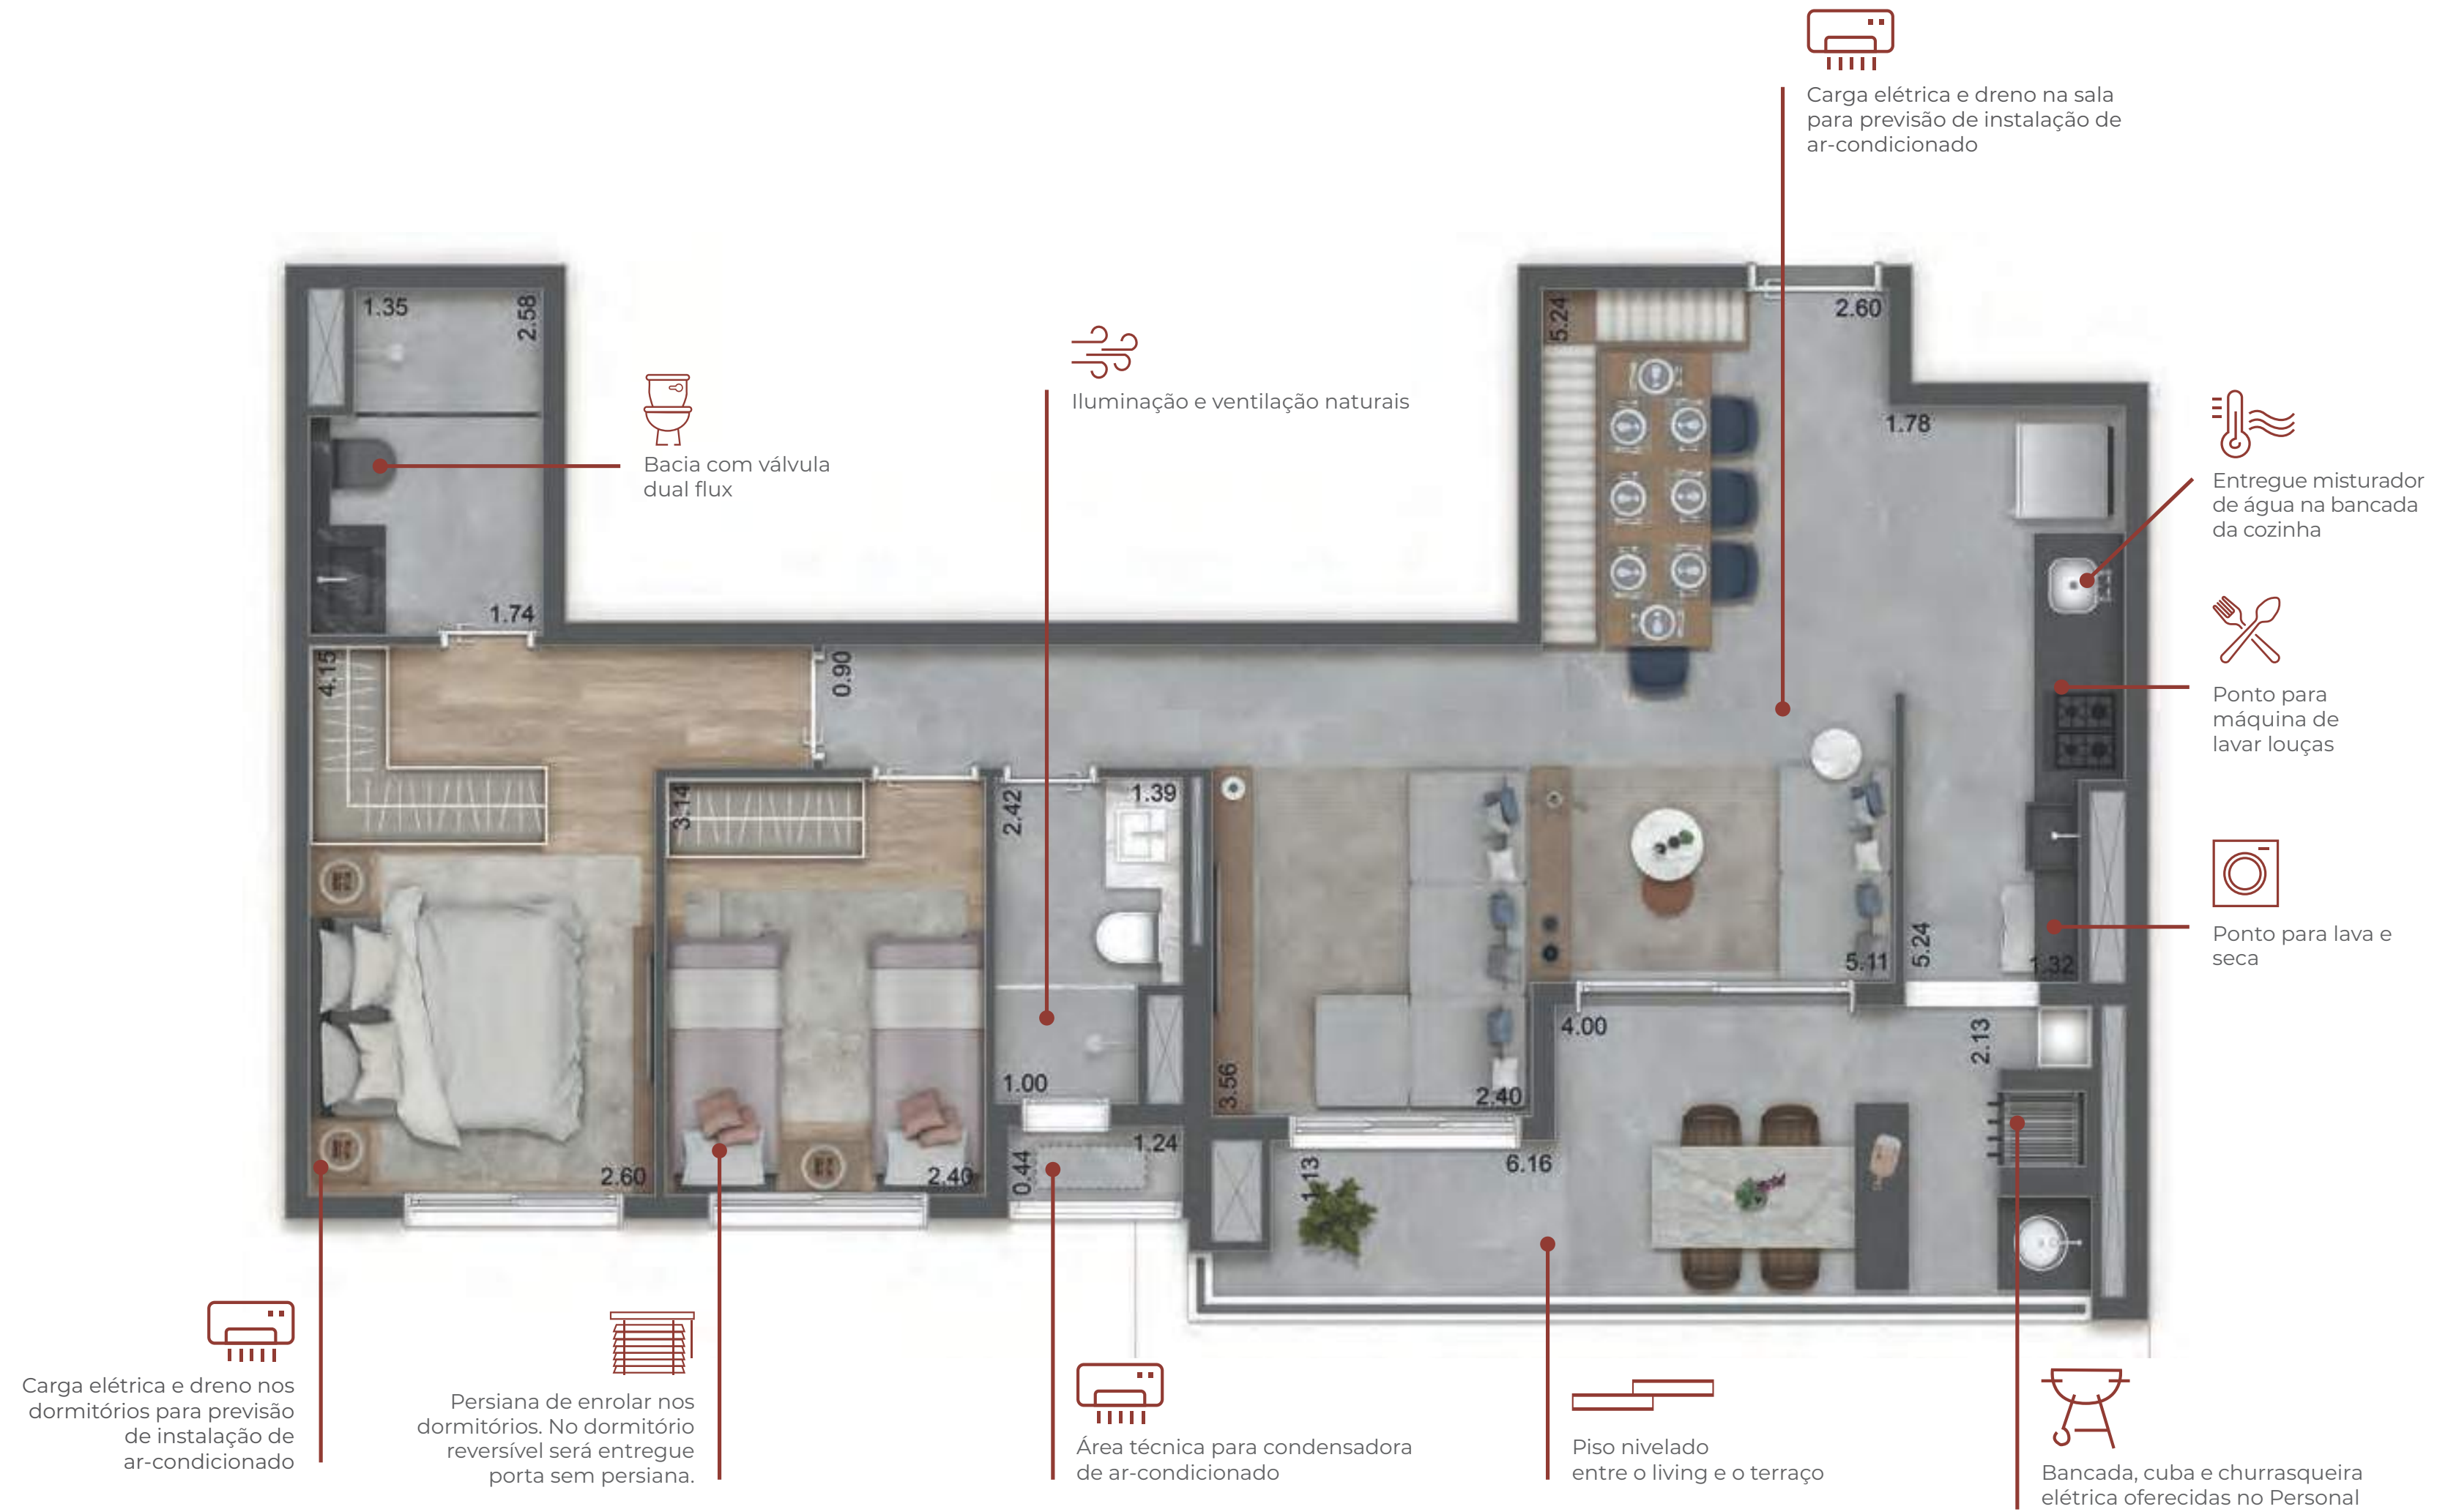 Carga elétrica e dreno na sala
para previsão de instalação de
ar-condicionado
1.35
2.58
5.24
2.60
Iluminação e ventilação naturais
1.78
Bacia com válvula
dual flux
Entregue misturador
de água na bancada
da cozinha
1.74
4.15
0.90
Ponto para
máquina de
lavar louças
3.14
2.42
1.39
Ponto para lava e
seca
5.11
5.24
1.32
4.00
2.13
1.00
3.56
2.40
1.24
0.44
1.13
6.16
2.60
2.40
Carga elétrica e dreno nos
dormitórios para previsão
de instalação de
ar-condicionado
Persiana de enrolar nos
dormitórios. No dormitório
reversível será entregue
porta sem persiana.
Área técnica para condensadora
de ar-condicionado
Piso nivelado
entre o living e o terraço
Bancada, cuba e churrasqueira
elétrica oferecidas no Personal